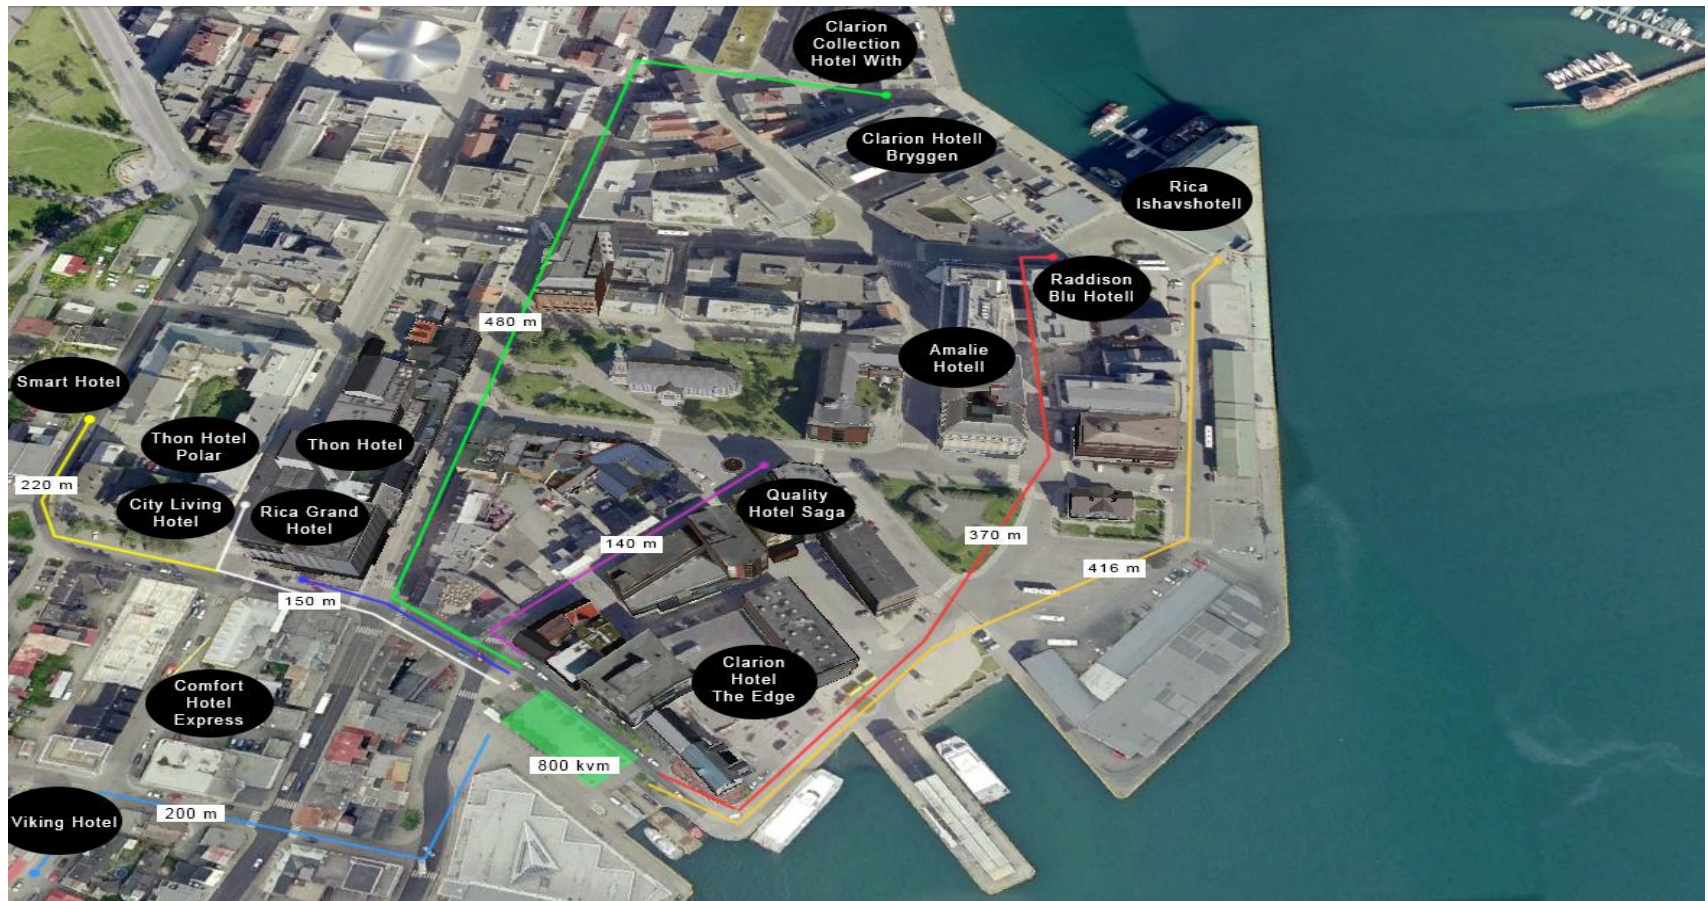 Clarion
Collection
Hotel With
Clarion Hotell
Bryggen
Rica
Ishavshotell
Raddison
Blu Hotell
480 m
Amalie
Hotell
Smart Hotel
Thon Hotel
Polar
Thon Hotel
220 m
City Living
Hotel
Rica Grand
Hotel
Quality
Hotel Saga
140 m
370 m
416 m
150 m
Clarion
Hotel
The Edge
Comfort
Hotel
Express
800 kvm
200 m
Viking Hotel